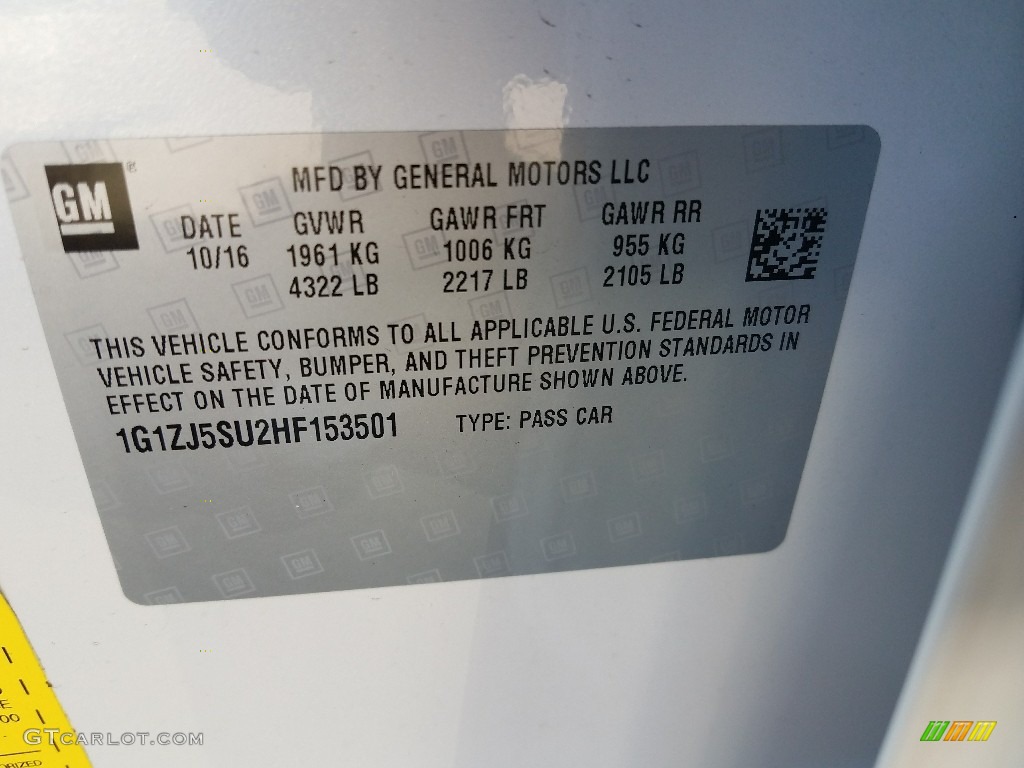 GM ®
MFD BY GENERAL MOTORS LLC
DATE GVWR GAWR FRT GAWR RR
10/16 1961 KG 1006 KG 955 KG
4322 LB 2217 LB 2105 LB
THIS VEHICLE CONFORMS TO ALL APPLICABLE U.S. FEDERAL MOTOR
VEHICLE SAFETY, BUMPER, AND THEFT PREVENTION STANDARDS IN
EFFECT ON THE DATE OF MANUFACTURE SHOWN ABOVE.
1G1ZJ5SU2HF153501 TYPE: PASS CAR
GTcarlot.com